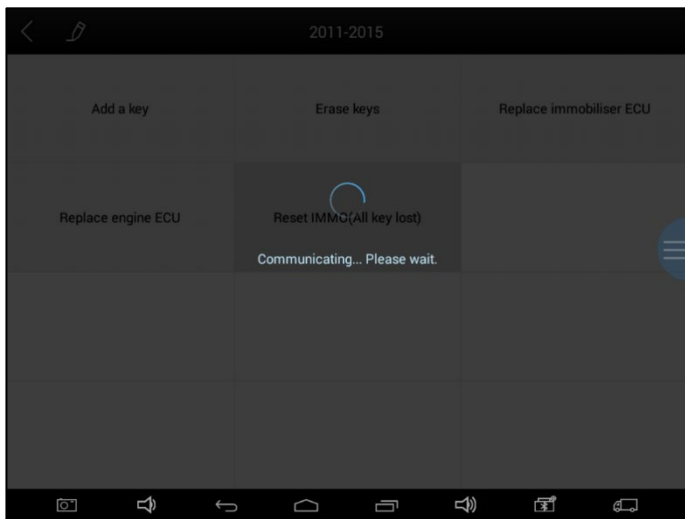 2011-2015
Add a key
Erase keys
Replace immobiliser ECU
Replace engine ECU
Reset IMMO(All key lost)
Communicating... Please wait.